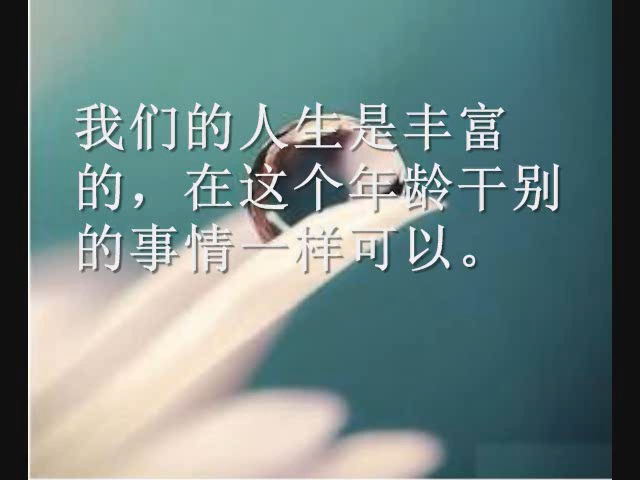 我们的人生是丰富
的，在这个年龄干别
的事情一样可以。